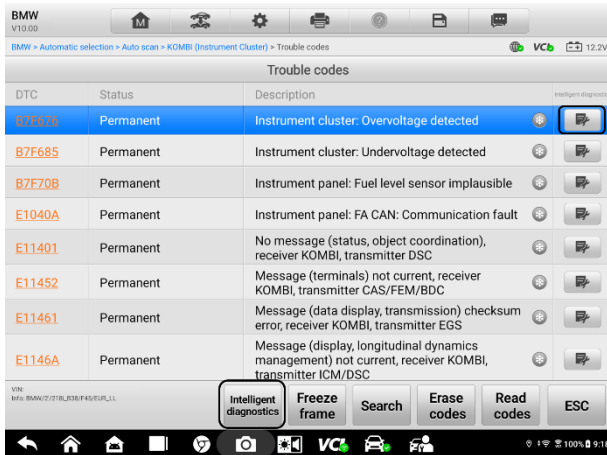 BMW
V10.00
BMW > Automatic selection > Auto scan > KOMBI (Instrument Cluster) > Trouble codes
VCI
12.2V
Trouble codes
DTC Status Description Intelligent diagnostic
B7F676 Permanent Instrument cluster: Overvoltage detected
B7F685 Permanent Instrument cluster: Undervoltage detected
B7F70B Permanent Instrument panel: Fuel level sensor implausible
E1040A Permanent Instrument panel: FA CAN: Communication fault
E11401 Permanent No message (status, object coordination),
receiver KOMBI, transmitter DSC
E11452 Permanent Message (terminals) not current, receiver
KOMBI, transmitter CAS/FEM/BDC
E11461 Permanent Message (data display, transmission) checksum
error, receiver KOMBI, transmitter EGS
E1146A Permanent Message (display, longitudinal dynamics
management) not current, receiver KOMBI,
transmitter ICM/DSC
VIN:
Info: BMW/2'/218i_B38/F45/EUR_LL
Intelligent
diagnostics
Freeze
frame
Search
Erase
codes
Read
codes
ESC
VCI
100%
9:18